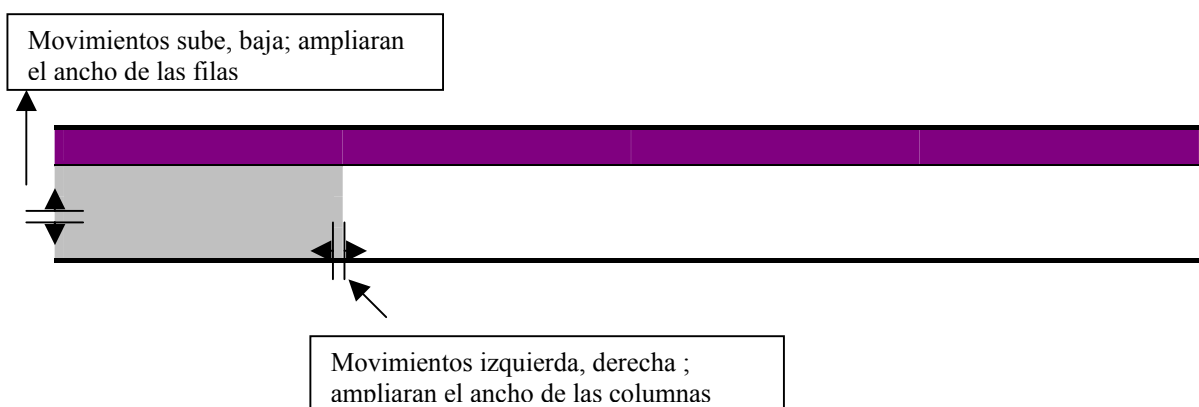 Movimientos sube, baja; ampliaran
el ancho de las filas
Movimientos izquierda, derecha ;
ampliaran el ancho de las columnas